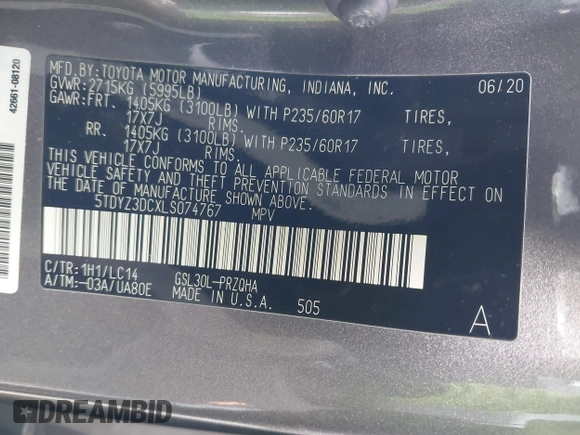 MFD.BY:TOYOTA MOTOR MANUFACTURING, INDIANA, INC. 06/20
GVWR:2715KG (5995LB)
GAWR:FRT. 1405KG (3100LB) WITH P235/60R17 TIRES,
17X7J RIMS.
RR. 1405KG (3100LB) WITH P235/60R17 TIRES,
17X7J RIMS.
THIS VEHICLE CONFORMS TO ALL APPLICABLE FEDERAL MOTOR
VEHICLE SAFETY AND THEFT PREVENTION STANDARDS IN EFFECT ON
THE DATE OF MANUFACTURE SHOWN ABOVE.
5TDYZ3DCXLS074767 MPV
C/TR:1H1/LC14 GSL30L-PRZQHA
A/TM:-03A/UA80E MADE IN U.S.A. 505
A
42661-08120
DREAMBID